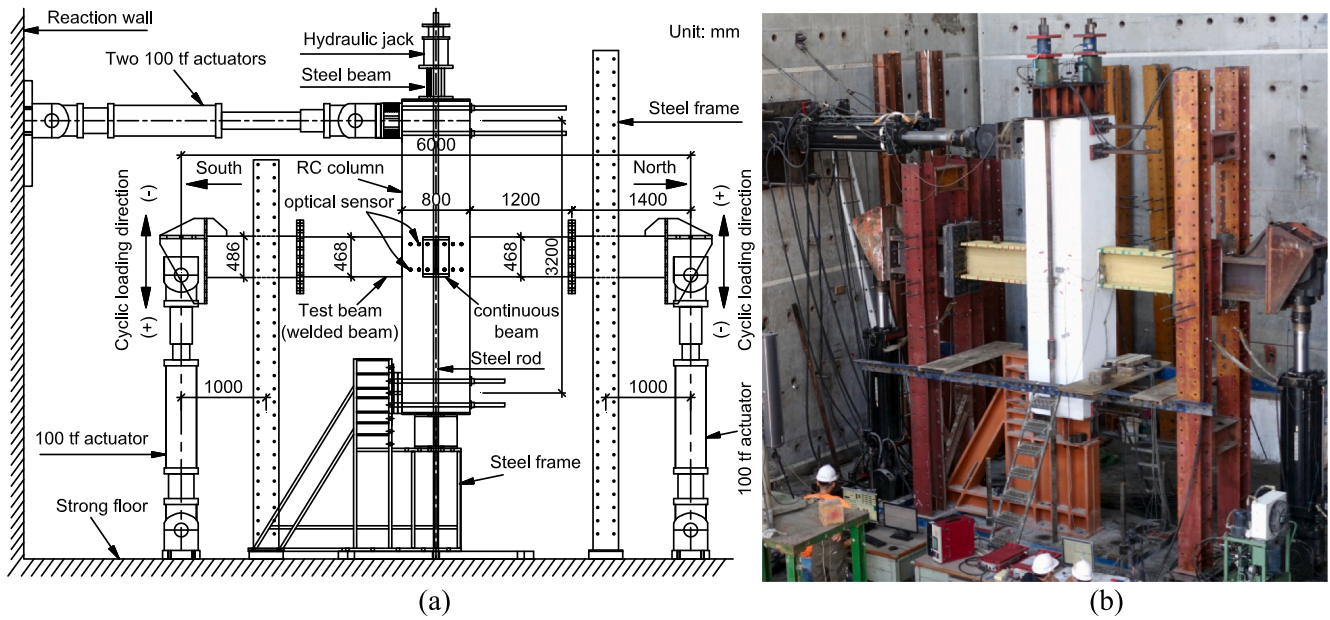 Reaction wall
Hydraulic jack
Unit: mm
Two 100 tf actuators
Steel beam
Steel frame
6000
South
RC column
North
800
1200
1400
optical sensor
Cyclic loading direction
(-)
(+)
486
468
468
3200
(+)
(-)
Cyclic loading direction
Test beam
(welded beam)
continuous
beam
Steel rod
1000
1000
100 tf actuator
100 tf actuator
Steel frame
Strong floor
(a)
(b)